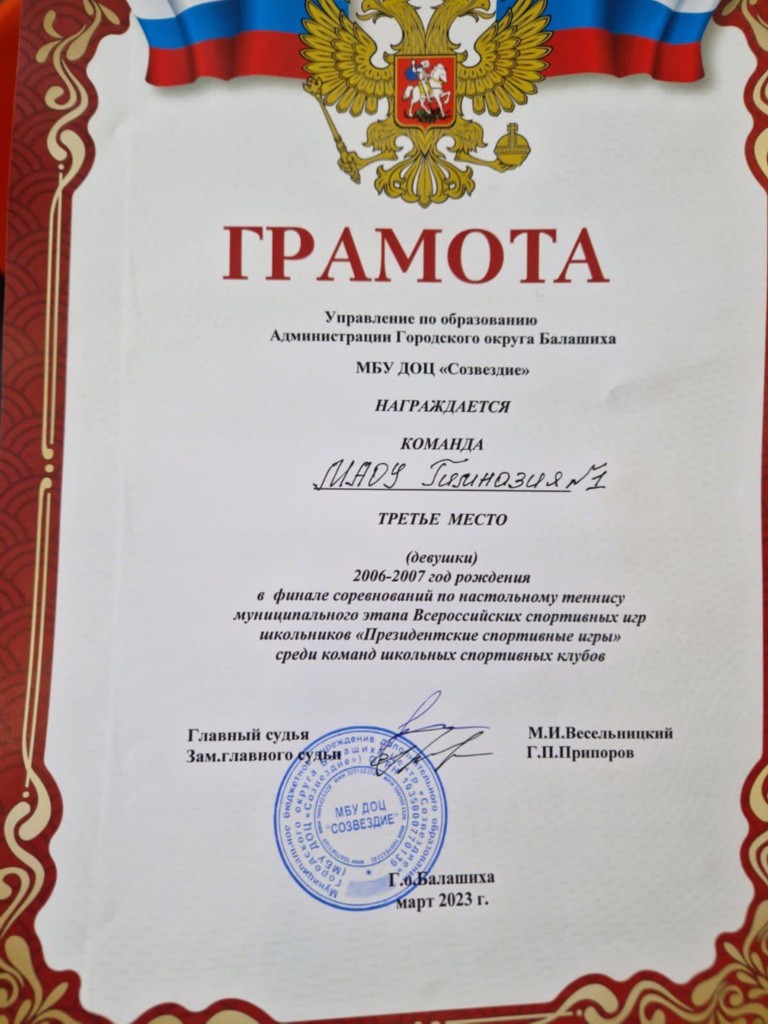 ГРАМОТА
Управление по образованию
Администрации Городского округа Балашиха
МБУ ДОЦ «Созвездие»
НАГРАЖДАЕТСЯ
КОМАНДА
МАОУ Гимназия №1
ТРЕТЬЕ МЕСТО
(девушки)
2006-2007 год рождения
в финале соревнований по настольному теннису
муниципального этапа Всероссийских спортивных игр
школьников «Президентские спортивные игры»
среди команд школьных спортивных клубов
Главный судья М.И.Весельницкий
Зам.главного судьи Г.П.Припоров
МБУ ДОЦ
"СОЗВЕЗДИЕ"
Г.о.Балашиха
март 2023 г.